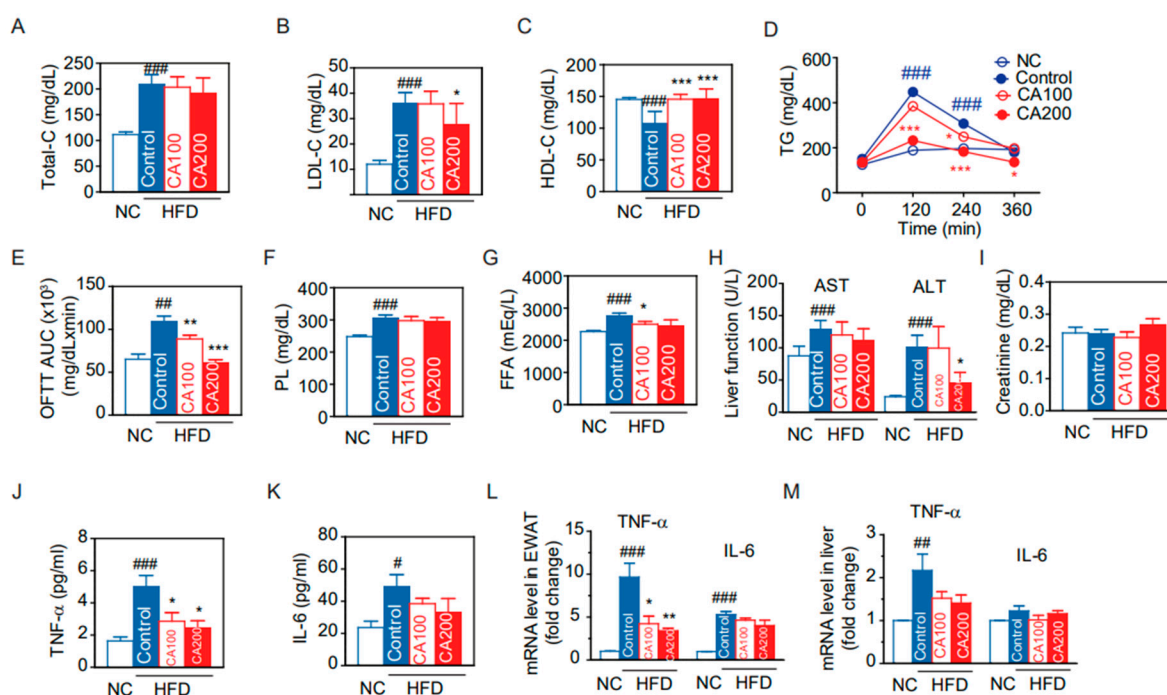 A
Total-C (mg/dL)
250
200
150
100
50
0
###
Control
CA100
CA200
NC
HFD
B
LDL-C (mg/dL)
50
40
30
20
10
0
###
*
Control
CA100
CA200
NC
HFD
C
HDL-C (mg/dL)
200
150
100
50
0
###
***
***
Control
CA100
CA200
NC
HFD
D
TG (mg/dL)
600
400
200
0
###
###
***
*
***
*
NC
Control
CA100
CA200
0
120
240
360
Time (min)
E
OFTT AUC (x10³)
(mg/dLxmin)
150
100
50
0
##
**
***
Control
CA100
CA200
NC
HFD
F
PL (mg/dL)
400
300
200
100
0
###
Control
CA100
CA200
NC
HFD
G
FFA (mEq/L)
4000
3000
2000
1000
0
###
*
Control
CA100
CA200
NC
HFD
H
Liver function (U/L)
200
150
100
50
0
AST
ALT
###
###
*
Control
CA100
CA200
Control
CA100
CA200
NC
HFD
NC
HFD
I
Creatinine (mg/dL)
0.4
0.3
0.2
0.1
0.0
Control
CA100
CA200
NC
HFD
J
TNF-α (pg/ml)
8
6
4
2
0
###
*
*
Control
CA100
CA200
NC
HFD
K
IL-6 (pg/ml)
80
60
40
20
0
#
Control
CA100
CA200
NC
HFD
L
mRNA level in EWAT
(fold change)
15
10
5
0
TNF-α
IL-6
###
*
**
###
Control
CA100
CA200
Control
CA100
CA200
NC
HFD
NC
HFD
M
mRNA level in liver
(fold change)
3
2
1
0
TNF-α
IL-6
##
Control
CA100
CA200
Control
CA100
CA200
NC
HFD
NC
HFD